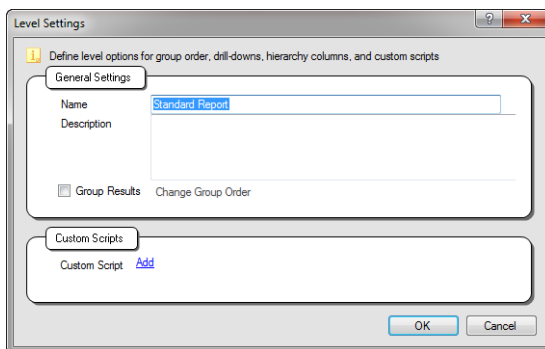 Level Settings
Define level options for group order, drill-downs, hierarchy columns, and custom scripts
General Settings
Name Standard Report
Description
Group Results Change Group Order
Custom Scripts
Custom Script Add
OK Cancel